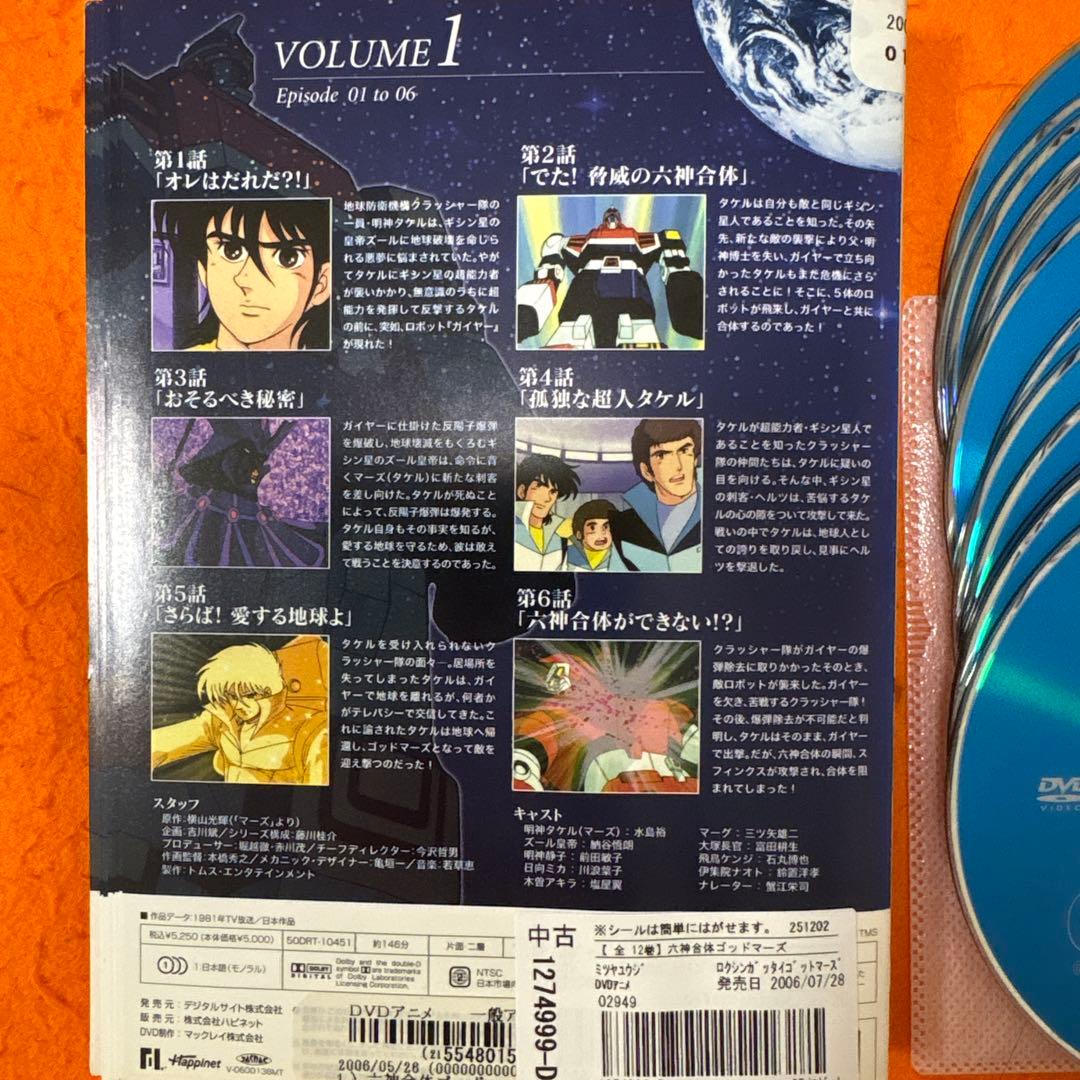 VOLUME 1
Episode 01 to 06
第1話
「オレはだれだ?!」
地球防衛機構クラッシャー隊の
一員・明神タケルは、ギシン星の
皇帝ズールに地球破壊を命じら
れる悪夢に悩まされていた。やが
てタケルにギシン星の超能力者
が襲いかかり、無意識のうちに超
能力を発揮して反撃するタケル
の前に、突如、ロボット『ガイヤー』
が現れた!
第2話
「でた! 脅威の六神合体」
タケルは自分も敵と同じギシン
星人であることを知った。その矢
先、新たな敵の襲撃により父・明
神博士を失い、ガイヤーで立ち向
かったタケルもまだ危機にさら
されることに!そこに、5体のロ
ボットが飛来し、ガイヤーと共に
合体するのであった!
第3話
「おそるべき秘密」
ガイヤーに仕掛けた反陽子爆弾
を爆破し、地球壊滅をもくろむギ
シン星のズール皇帝は、命令に背
くマーズ(タケル)に新たな刺客
を差し向けた。タケルが死ぬこと
によって、反陽子爆弾は爆発する。
タケル自身もその事実を知るが、
愛する地球を守るため、彼は敢え
て戦うことを決意するのであった。
第4話
「孤独な超人タケル」
タケルが超能力者・ギシン星人で
あることを知ったクラッシャー
隊の仲間たちは、タケルに疑いの
目を向ける。そんな中、ギシン星
の刺客・ヘルツは、苦悩するタケ
ルの心の隙をついて攻撃して来た。
戦いの中でタケルは、地球人とし
ての誇りを取り戻し、見事にヘル
ツを撃退した。
第5話
「さらば! 愛する地球よ」
タケルを受け入れられないク
ラッシャー隊の面々―。居場所を
失ってしまったタケルは、ガイ
ヤーで地球を離れるが、何者か
がテレパシーで交信してきた。こ
れに諭されたタケルは地球へ帰
還し、ゴッドマーズとなって敵を
迎え撃つのだった!
第6話
「六神合体ができない!?」
クラッシャー隊がガイヤーの爆
弾除去に取りかかったそのとき、
敵ロボットが襲来した。ガイヤー
を欠き、苦戦するクラッシャー隊!
その後、爆弾除去が不可能だと判
明し、タケルはそのまま、ガイヤー
で出撃。だが、六神合体の瞬間、ス
フィンクスが攻撃され、合体を阻
まれてしまった!
スタッフ
原作:横山光輝(「マーズ」より)
企画:吉川斌/シリーズ構成:藤川桂介
プロデューサー:堀越徹・赤川茂/チーフディレクター:今沢哲男
作画監督:本橋秀之/メカニック・デザイナー:亀垣一/音楽:若草恵
製作:トムス・エンタテインメント
キャスト
明神タケル(マーズ):水島裕
ズール皇帝:納谷悟朗
明神静子:前田敏子
日向ミカ:川浪葉子
木曽アキラ:塩屋翼
マーグ:三ツ矢雄二
大塚長官:富田耕生
飛鳥ケンジ:石丸博也
伊集院ナオト:鈴置洋孝
ナレーター:蟹江栄司
■作品データ:1981年TV放送/日本作品
税込¥5,250(本体価格¥5,000)
50DRT-10451
約146分
片面・二層
1:日本語(モノラル)
DOLBY DIGITAL
Dolby and the double-D
symbol are trademarks
of Dolby Laboratories
Licensing Corporation.
2
NTSC
日本市場向
TMS
発売元:デジタルサイト株式会社
販売元:株式会社ハピネット
DVD制作:マックレイ株式会社
Happinet
V-0600138MT
DVDアニメ 一般ア
(21)5548015
2006/05/26
中古
1274999-D
※シールは簡単にはがせます。 251202
【 全 12巻】六神合体ゴッドマーズ
ミツヤユウジ ロクシンガッタイゴットマーズ
DVDアニメ 発売日 2006/07/28
02949
DVD
VIDEO